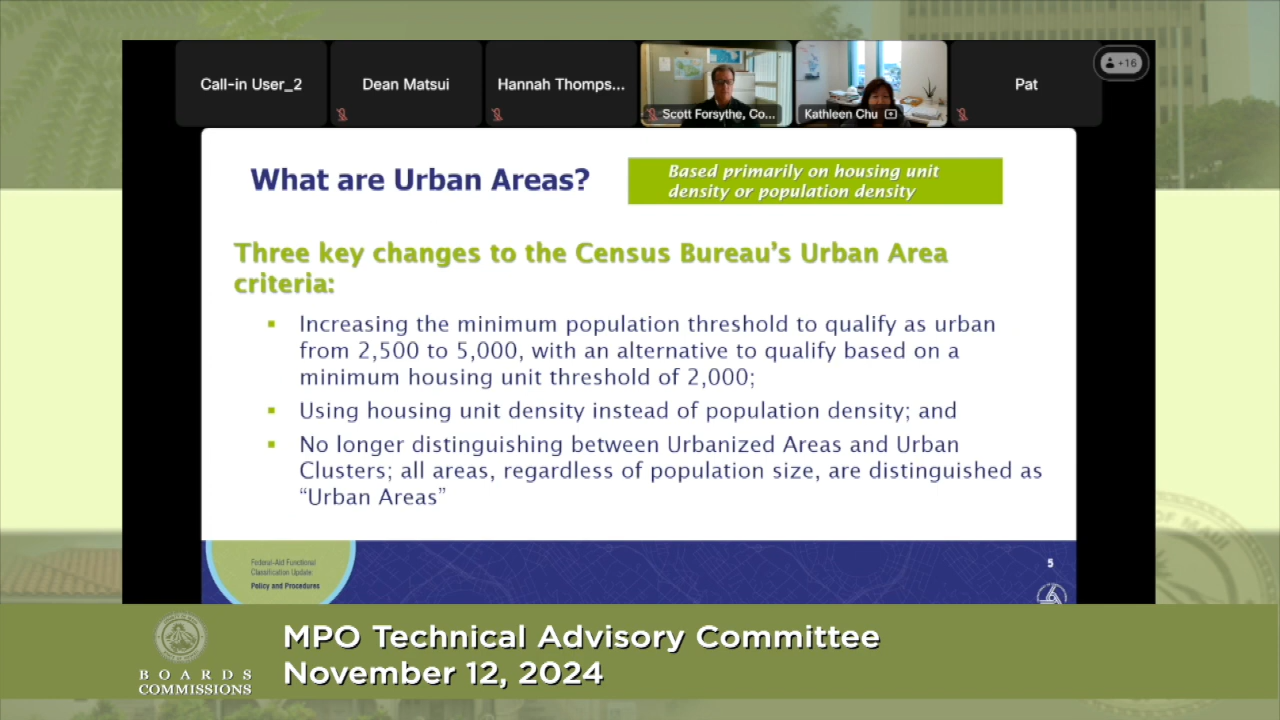 Call-in User_2
Dean Matsui
Hannah Thomps...
Scott Forsythe, Co...
Kathleen Chu
Pat
+16
What are Urban Areas?
Based primarily on housing unit
density or population density
Three key changes to the Census Bureau's Urban Area
criteria:
▪ Increasing the minimum population threshold to qualify as urban
from 2,500 to 5,000, with an alternative to qualify based on a
minimum housing unit threshold of 2,000;
▪ Using housing unit density instead of population density; and
▪ No longer distinguishing between Urbanized Areas and Urban
Clusters; all areas, regardless of population size, are distinguished as
“Urban Areas”
Federal-Aid Functional
Classification Update:
Policy and Procedures
5
BOARDS
COMMISSIONS
MPO Technical Advisory Committee
November 12, 2024